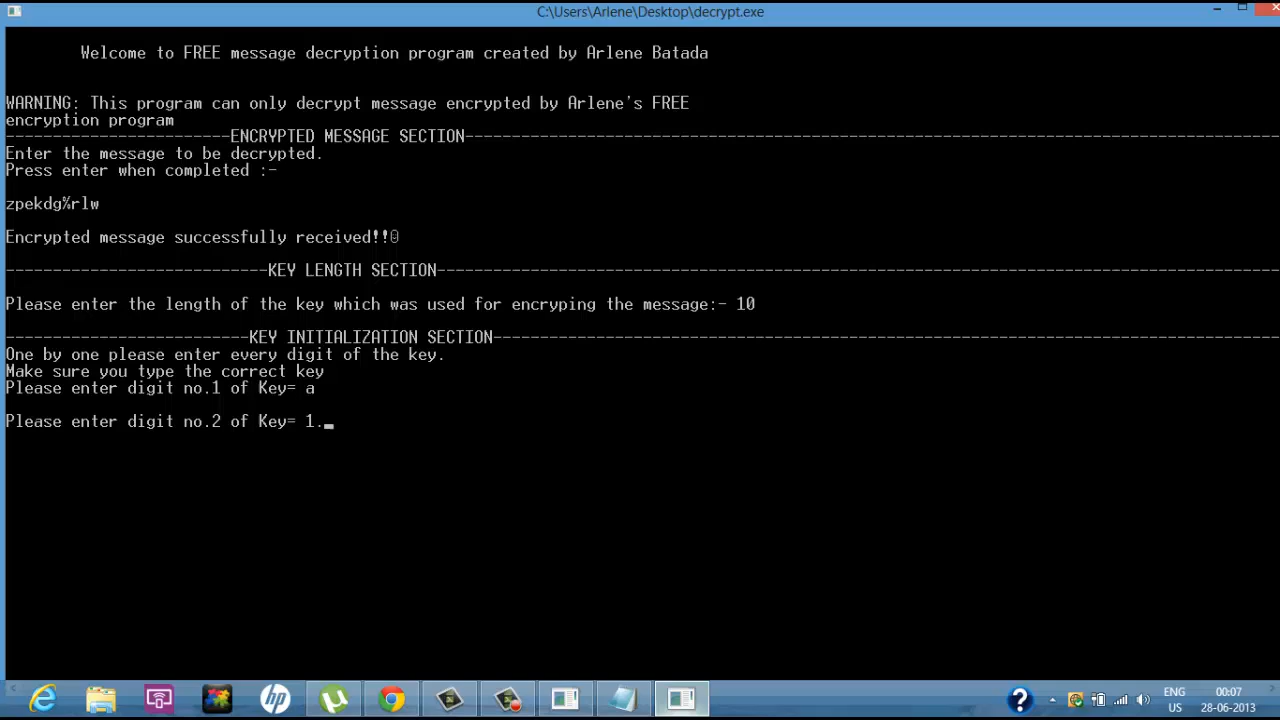 C:\Users\Arlene\Desktop\decrypt.exe
Welcome to FREE message decryption program created by Arlene Batada
WARNING: This program can only decrypt message encrypted by Arlene's FREE
encryption program
------------------------ENCRYPTED MESSAGE SECTION------------------------
Enter the message to be decrypted.
Press enter when completed :-
zpekdg%rlw
Encrypted message successfully received!!
----------------------------KEY LENGTH SECTION----------------------------
Please enter the length of the key which was used for encryping the message:- 10
--------------------------KEY INITIALIZATION SECTION--------------------------
One by one please enter every digit of the key.
Make sure you type the correct key
Please enter digit no.1 of Key= a
Please enter digit no.2 of Key= 1._
hp
ENG
US
00:07
28-06-2013